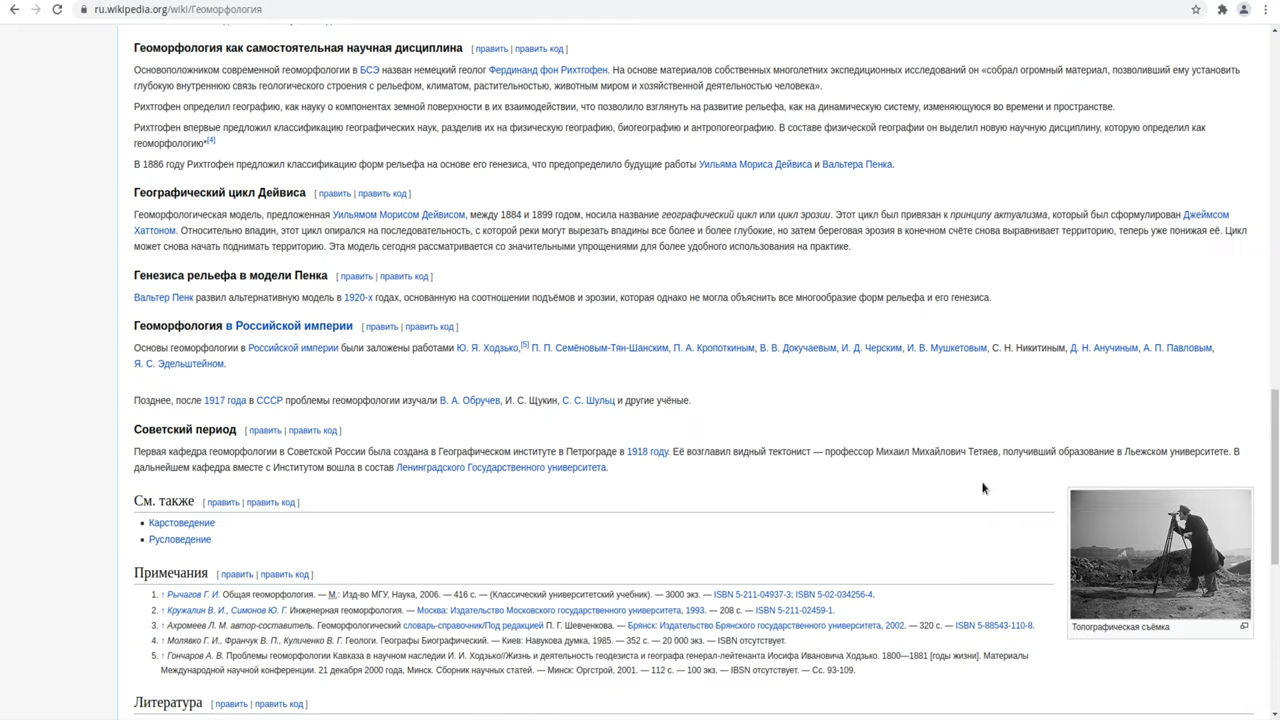 ru.wikipedia.org/wiki/Геоморфология
Геоморфология как самостоятельная научная дисциплина [ править | править код ]
Основоположником современной геоморфологии в БСЭ назван немецкий геолог Фердинанд фон Рихтгофен. На основе материалов собственных многолетних экспедиционных исследований он «собрал огромный материал, позволивший ему установить
глубокую внутреннюю связь геологического строения с рельефом, климатом, растительностью, животным миром и хозяйственной деятельностью человека».
Рихтгофен определил географию, как науку о компонентах земной поверхности в их взаимодействии, что позволило взглянуть на развитие рельефа, как на динамическую систему, изменяющуюся во времени и пространстве.
Рихтгофен впервые предложил классификацию географических наук, разделив их на физическую географию, биогеографию и антропогеографию. В составе физической географии он выделил новую научную дисциплину, которую определил как
геоморфологию*[4]
В 1886 году Рихтгофен предложил классификацию форм рельефа на основе его генезиса, что предопределило будущие работы Уильяма Мориса Дейвиса и Вальтера Пенка.
Географический цикл Дейвиса [ править | править код ]
Геоморфологическая модель, предложенная Уильямом Морисом Дейвисом, между 1884 и 1899 годом, носила название географический цикл или цикл эрозии. Этот цикл был привязан к принципу актуализма, который был сформулирован Джеймсом
Хаттоном. Относительно впадин, этот цикл опирался на последовательность, с которой реки могут вырезать впадины все более и более глубокие, но затем береговая эрозия в конечном счёте снова выравнивает территорию, теперь уже понижая её. Цикл
может снова начать поднимать территорию. Эта модель сегодня рассматривается со значительными упрощениями для более удобного использования на практике.
Генезиса рельефа в модели Пенка [ править | править код ]
Вальтер Пенк развил альтернативную модель в 1920-х годах, основанную на соотношении подъёмов и эрозии, которая однако не могла объяснить все многообразие форм рельефа и его генезиса.
Геоморфология в Российской империи [ править | править код ]
Основы геоморфологии в Российской империи были заложены работами Ю. Я. Ходзько,[5] П. П. Семёновым-Тян-Шанским, П. А. Кропоткиным, В. В. Докучаевым, И. Д. Черским, И. В. Мушкетовым, С. Н. Никитиным, Д. Н. Анучиным, А. П. Павловым,
Я. С. Эдельштейном.
Позднее, после 1917 года в СССР проблемы геоморфологии изучали В. А. Обручев, И. С. Щукин, С. С. Шульц и другие учёные.
Советский период [ править | править код ]
Первая кафедра геоморфологии в Советской России была создана в Географическом институте в Петрограде в 1918 году. Её возглавил видный тектонист — профессор Михаил Михайлович Тетяев, получивший образование в Льежском университете. В
дальнейшем кафедра вместе с Институтом вошла в состав Ленинградского Государственного университета.
См. также [ править | править код ]
• Карстоведение
• Русловедение
Топографическая съёмка
Примечания [ править | править код ]
1. ↑ Рычагов Г. И. Общая геоморфология. — М.: Изд-во МГУ, Наука, 2006. — 416 с. — (Классический университетский учебник). — 3000 экз. — ISBN 5-211-04937-3; ISBN 5-02-034256-4.
2. ↑ Кружалин В. И., Симонов Ю. Г. Инженерная геоморфология. — Москва: Издательство Московского государственного университета, 1993. — 208 с. — ISBN 5-211-02459-1.
3. ↑ Ахромеев Л. М. автор-составитель. Геоморфологический словарь-справочник/Под редакцией П. Г. Шевченкова. — Брянск: Издательство Брянского государственного университета, 2002. — 320 с. — ISBN 5-88543-110-8.
4. ↑ Молявко Г. И., Франчук В. П., Куличенко В. Г. Геологи. Географы Биографический. — Киев: Навукова думка, 1985. — 352 с. — 20 000 экз. — ISBN отсутствует.
5. ↑ Гончаров А. В. Проблемы геоморфологии Кавказа в научном наследии И. И. Ходзько//Жизнь и деятельность геодезиста и географа генерал-лейтенанта Иосифа Ивановича Ходзько. 1800—1881 [годы жизни]. Материалы
Международной научной конференции. 21 декабря 2000 года, Минск. Сборник научных статей. — Минск: Оргстрой, 2001. — 112 с. — 100 экз. — IBSN отсутствует. — Сс. 93-109.
Литература [ править | править код ]